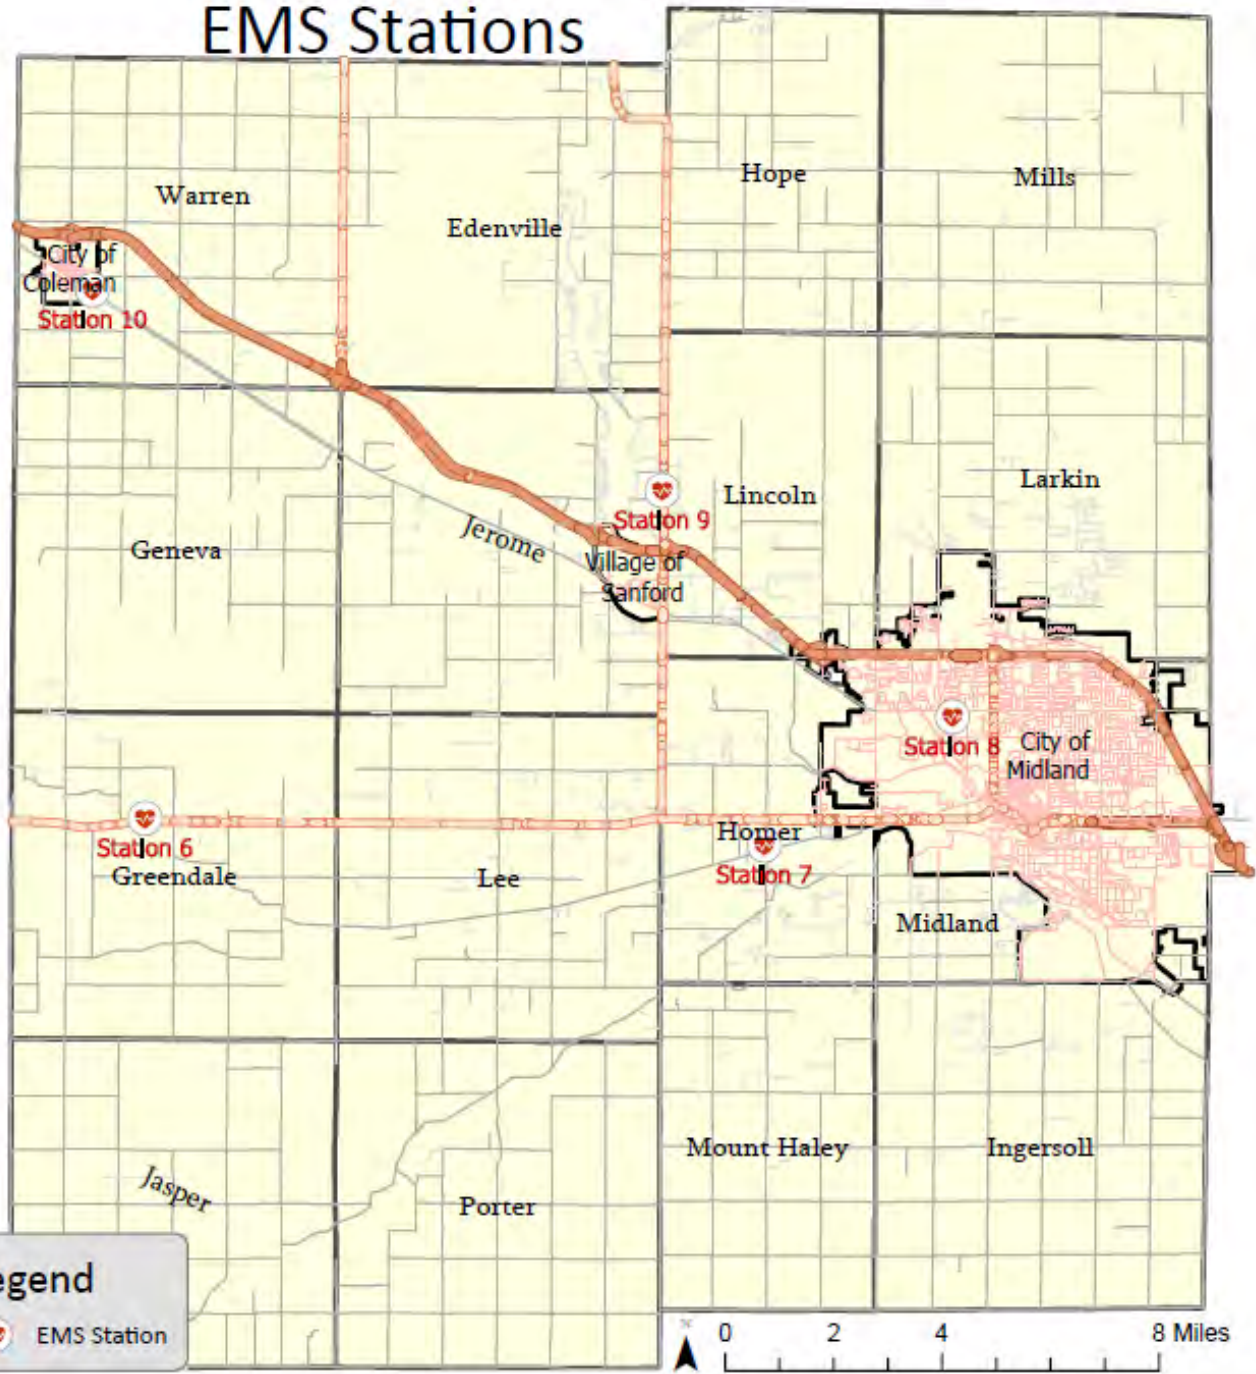 EMS Stations
Hope
Mills
Warren
Edenville
City of
Coleman
Station 10
Lincoln
Larkin
Station 9
Jerome
Geneva
Village of
Sanford
Station 8
City of
Midland
Homer
Station 6
Greendale
Lee
Station 7
Midland
Mount Haley
Ingersoll
Jasper
Porter
egend
EMS Station
0 2 4 8 Miles